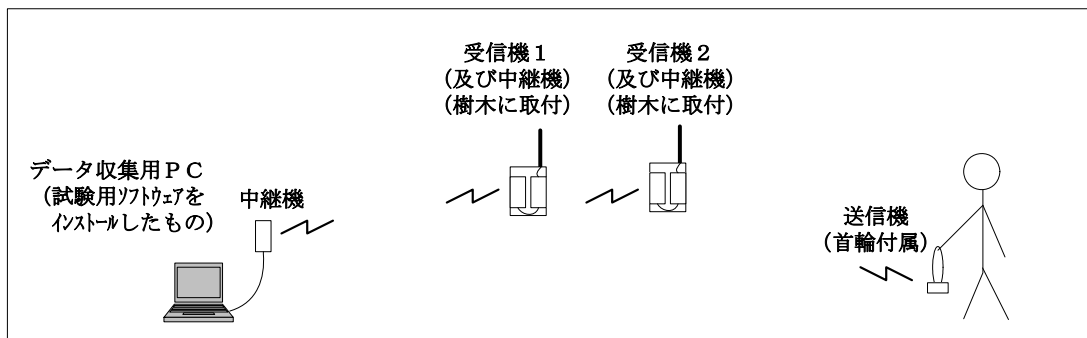 受信機１
(及び中継機)
(樹木に取付)
受信機２
(及び中継機)
(樹木に取付)
データ収集用ＰＣ
(試験用ｿﾌﾄｳｪｱを
ｲﾝｽﾄｰﾙしたもの)
中継機
送信機
(首輪付属)